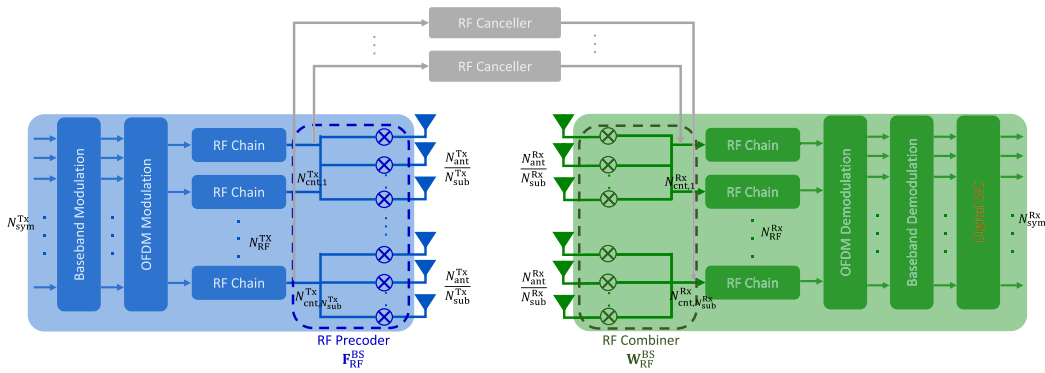 RF Canceller
RF Canceller
Baseband Modulation
OFDM Modulation
RF Chain
RF Chain
RF Chain
N_sym^Tx
N_RF^TX
N_cnt,1^Tx
N_cnt,N_sub^Tx^Tx
N_ant^Tx
N_sub^Tx
N_ant^Tx
N_sub^Tx
RF Precoder
F_RF^BS
N_ant^Rx
N_sub^Rx
N_ant^Rx
N_sub^Rx
N_cnt,1^Rx
N_cnt,N_sub^Rx^Rx
RF Combiner
W_RF^BS
RF Chain
RF Chain
RF Chain
N_RF^Rx
OFDM Demodulation
Baseband Demodulation
Digital SIC
N_sym^Rx